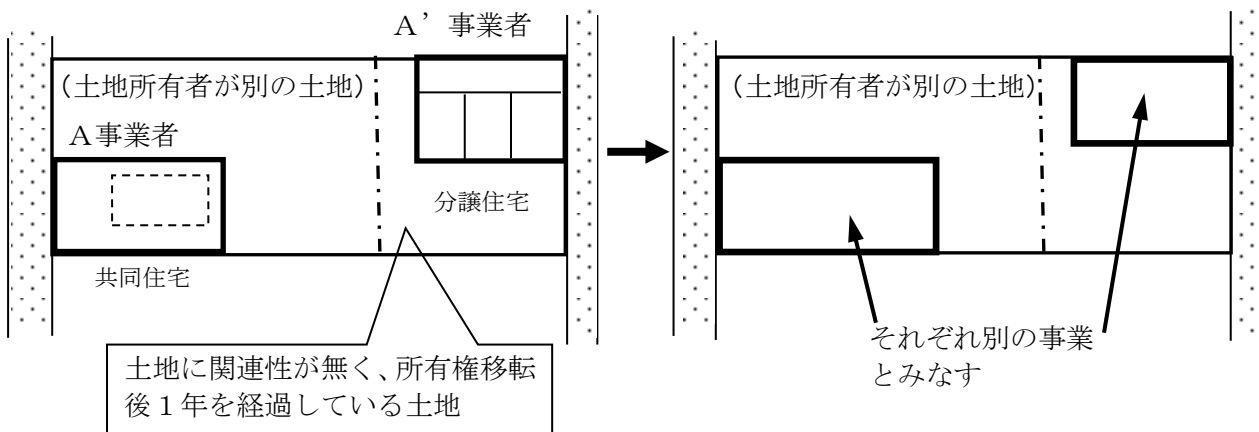 A’事業者
（土地所有者が別の土地）
A事業者
分譲住宅
共同住宅
土地に関連性が無く、所有権移転
後１年を経過している土地
（土地所有者が別の土地）
それぞれ別の事業
とみなす